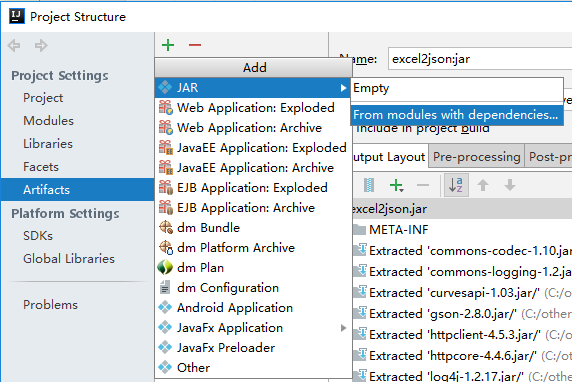 IJ Project Structure
Project Settings
Project
Modules
Libraries
Facets
Artifacts
Platform Settings
SDKs
Global Libraries
Problems
Add
JAR
Web Application: Exploded
Web Application: Archive
JavaEE Application: Exploded
JavaEE Application: Archive
EJB Application: Exploded
EJB Application: Archive
dm Bundle
dm Platform Archive
dm Plan
dm Configuration
Android Application
JavaFx Application
JavaFx Preloader
Other
Empty
From modules with dependencies...
Name: excel2json:jar
Include in project build
Output Layout Pre-processing Post-pr
excel2json.jar
META-INF
Extracted 'commons-codec-1.10.jar
Extracted 'commons-logging-1.2.ja
Extracted 'curvesapi-1.03.jar/' (C:/
Extracted 'gson-2.8.0.jar/' (C:/other
Extracted 'httpclient-4.5.3.jar/'
Extracted 'httpcore-4.4.6.jar/' (C:/o
Extracted 'log4j-1.2.17.jar/' (C:/oth